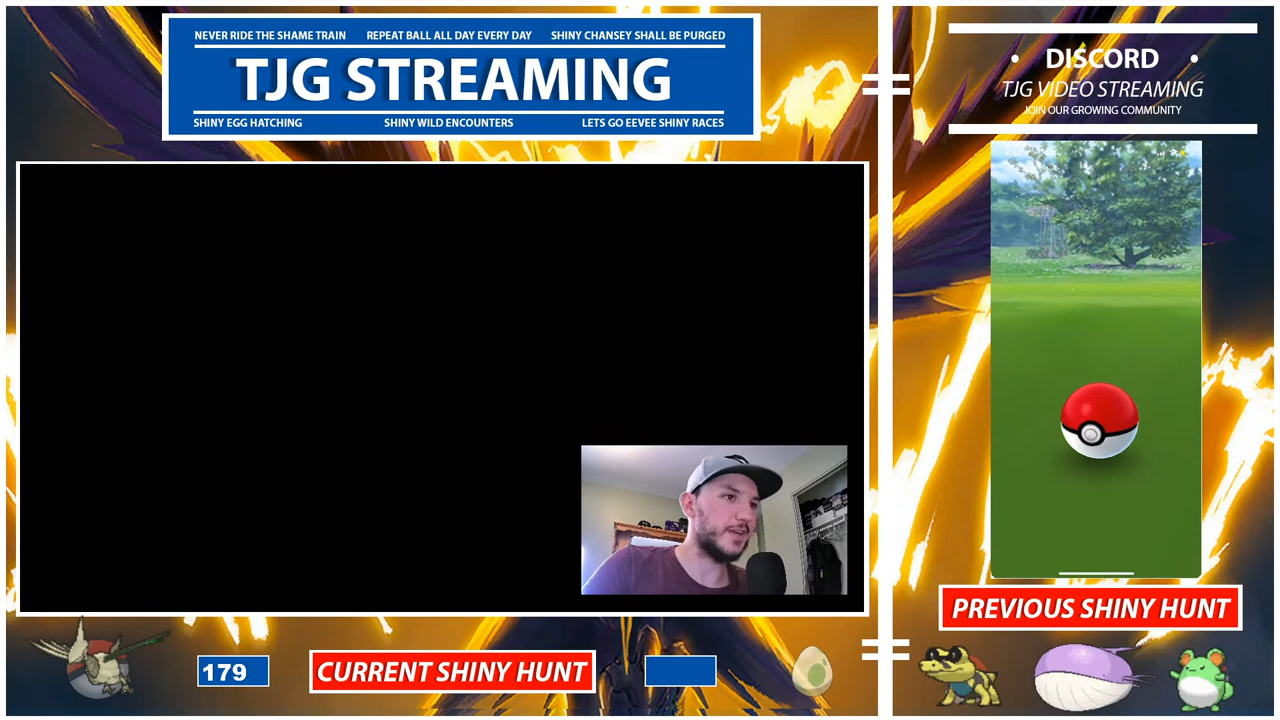 NEVER RIDE THE SHAME TRAIN REPEAT BALL ALL DAY EVERY DAY SHINY CHANSEY SHALL BE PURGED
TJG STREAMING
SHINY EGG HATCHING SHINY WILD ENCOUNTERS LETS GO EEVEE SHINY RACES
• DISCORD •
TJG VIDEO STREAMING
JOIN OUR GROWING COMMUNITY
PREVIOUS SHINY HUNT
179 CURRENT SHINY HUNT